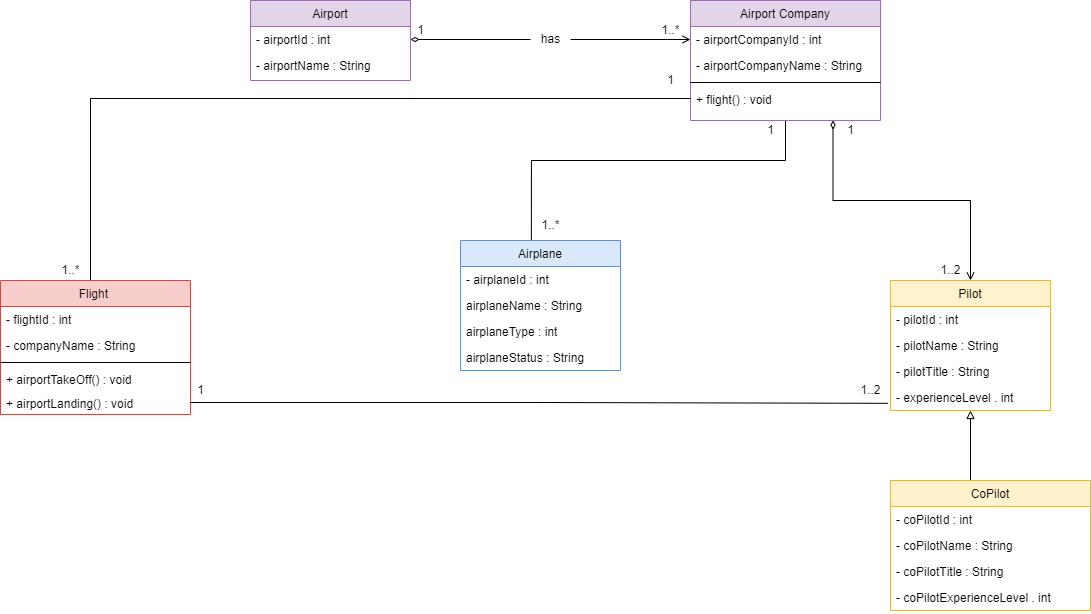 Airport
- airportId : int
- airportName : String
1
has
1..*
Airport Company
- airportCompanyId : int
- airportCompanyName : String
+ flight() : void
1
1
1
1..*
1..*
1..2
Airplane
- airplaneId : int
airplaneName : String
airplaneType : int
airplaneStatus : String
Flight
- flightId : int
- companyName : String
+ airportTakeOff() : void
+ airportLanding() : void
1
1..2
Pilot
- pilotId : int
- pilotName : String
- pilotTitle : String
- experienceLevel . int
CoPilot
- coPilotId : int
- coPilotName : String
- coPilotTitle : String
- coPilotExperienceLevel . int